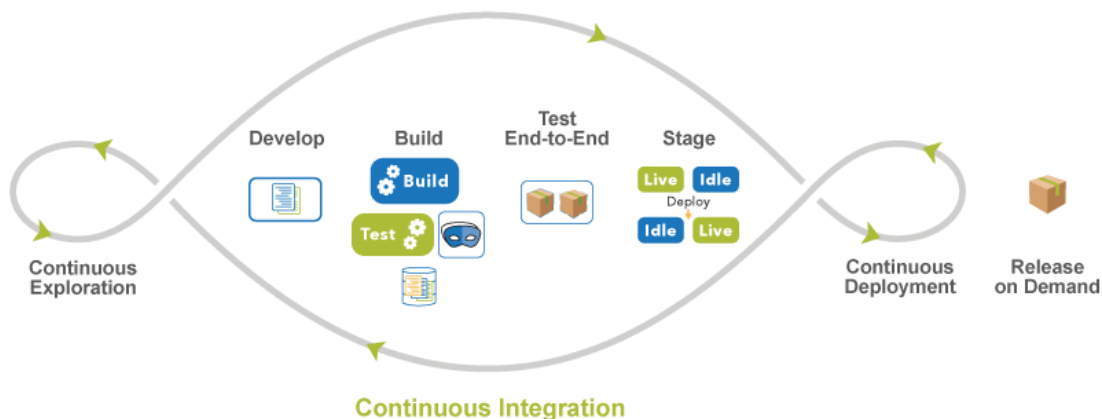 Develop
Build
Test
End-to-End
Stage
Build
Test
Live
Idle
Deploy
Idle
Live
Continuous
Exploration
Continuous
Deployment
Release
on Demand
Continuous Integration